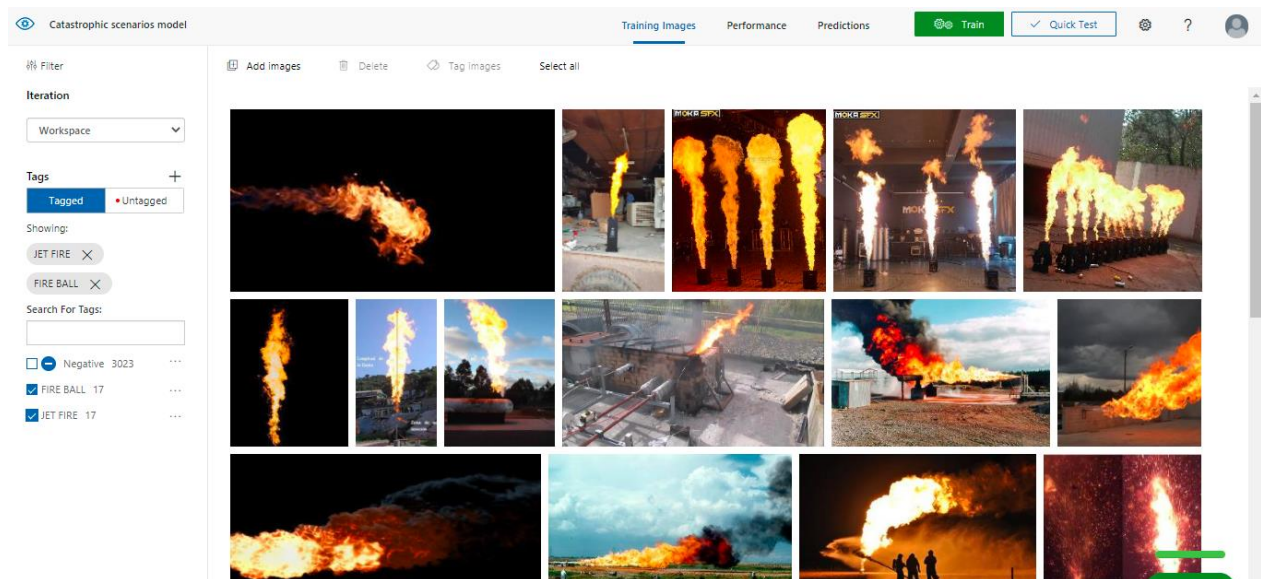 Catastrophic scenarios model
Training Images
Performance
Predictions
Train
Quick Test
?
Filter
Add images
Delete
Tag images
Select all
Iteration
Workspace
Tags
Tagged
Untagged
Showing:
JET FIRE
FIRE BALL
Search For Tags:
Negative 3023
FIRE BALL 17
JET FIRE 17
MOKA SFX
MOKA SFX
MOKA SFX